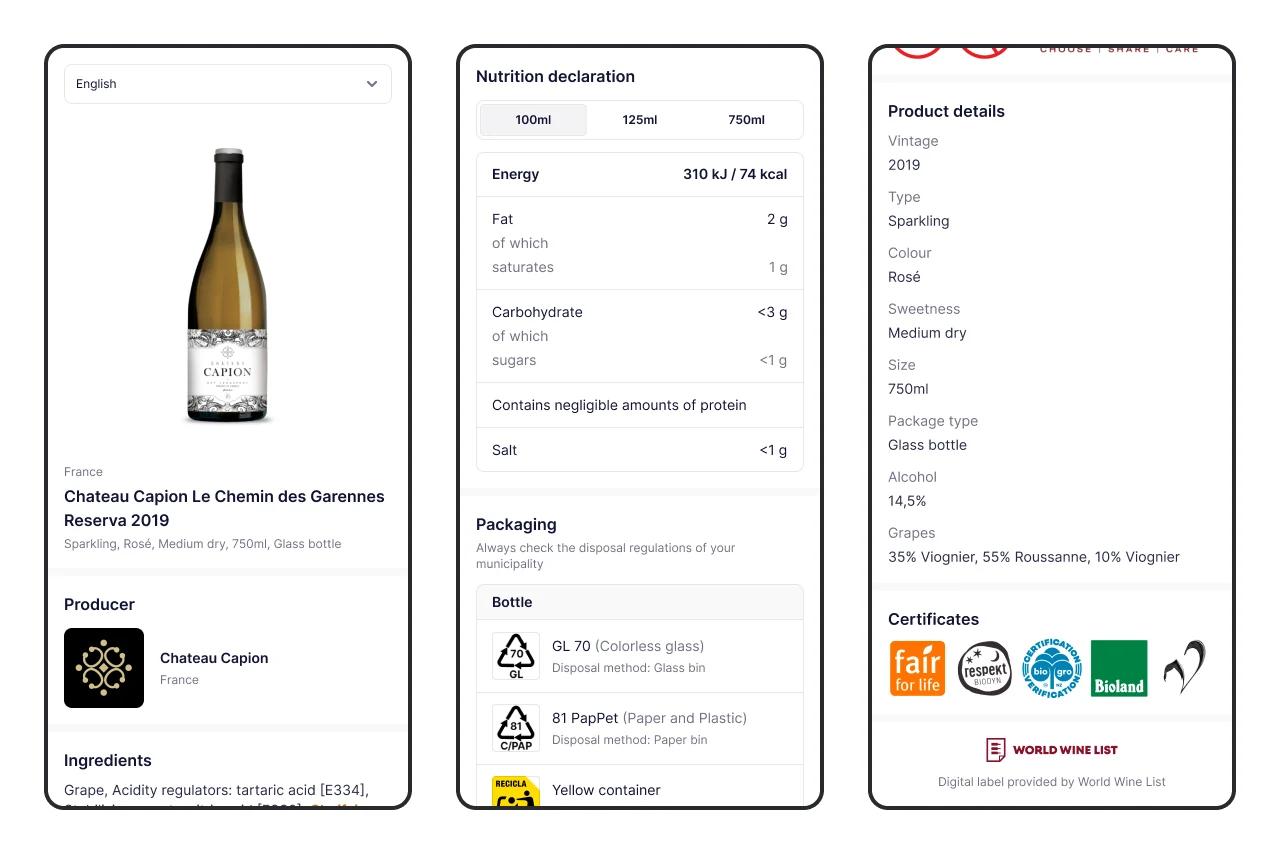 English
CAPION
France
Chateau Capion Le Chemin des Garennes
Reserva 2019
Sparkling, Rosé, Medium dry, 750ml, Glass bottle
Producer
Chateau Capion
France
Ingredients
Grape, Acidity regulators: tartaric acid [E334],
Nutrition declaration
100ml 125ml 750ml
Energy 310 kJ / 74 kcal
Fat 2 g
of which
saturates 1 g
Carbohydrate <3 g
of which
sugars <1 g
Contains negligible amounts of protein
Salt <1 g
Packaging
Always check the disposal regulations of your
municipality
Bottle
70
GL
GL 70 (Colorless glass)
Disposal method: Glass bin
81
C/PAP
81 PapPet (Paper and Plastic)
Disposal method: Paper bin
RECICLA
Yellow container
CHOOSE | SHARE | CARE
Product details
Vintage
2019
Type
Sparkling
Colour
Rosé
Sweetness
Medium dry
Size
750ml
Package type
Glass bottle
Alcohol
14,5%
Grapes
35% Viognier, 55% Roussanne, 10% Viognier
Certificates
fair
for life
respekt
BIODYN
CERTIFICATION
bio gro
VERIFICATION
Bioland
WORLD WINE LIST
Digital label provided by World Wine List